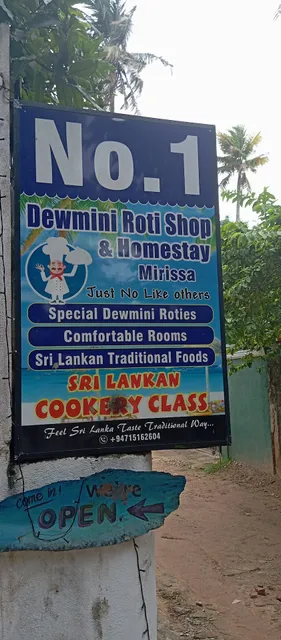 No.1
Dewmini Roti Shop
& Homestay
Mirissa
Just No Like others
Special Dewmini Roties
Comfortable Rooms
Sri Lankan Traditional Foods
SRI LANKAN
COOKERY CLASS
Feel Sri Lanka Taste Traditional Way...
+94715162604
come in! We're
OPEN